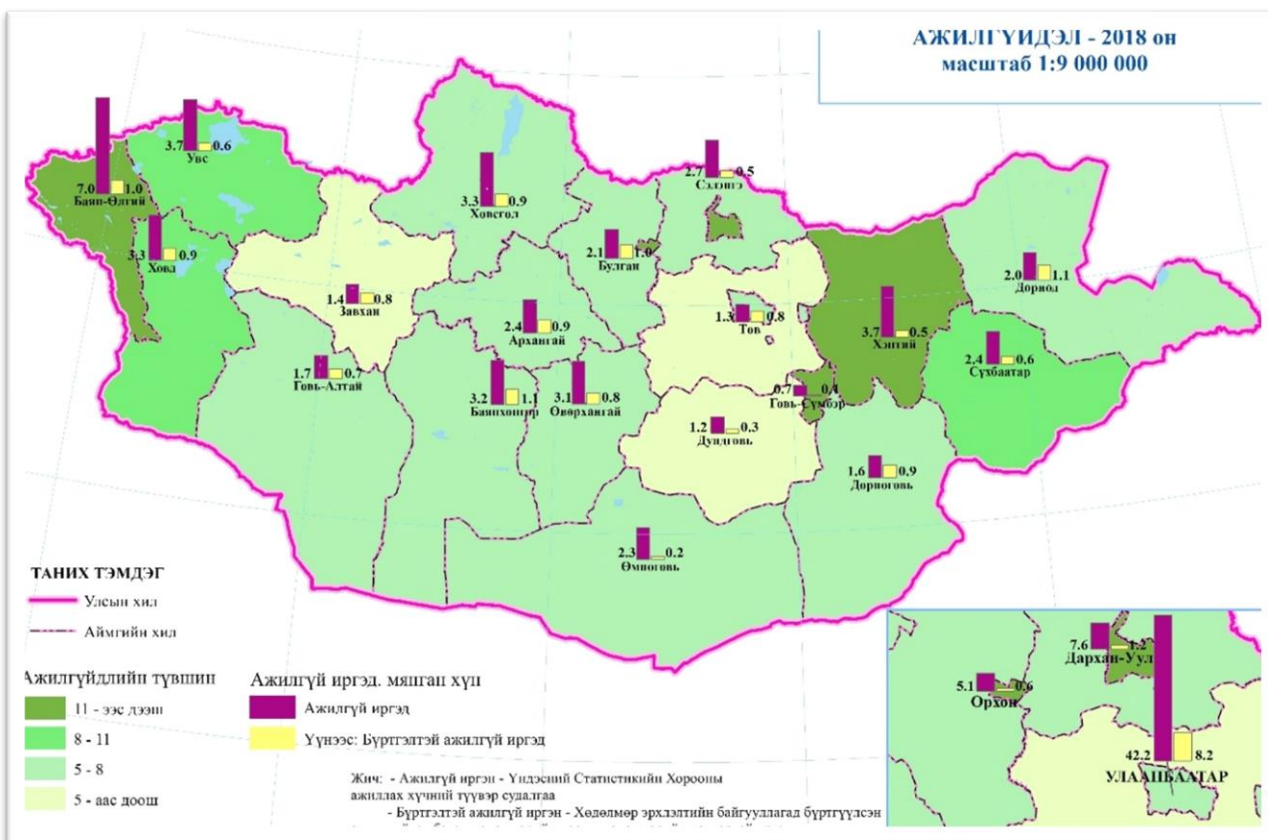 АЖИЛГҮЙДЭЛ - 2018 он
масштаб 1:9 000 000
3.7 0.6
Увс
7.0 1.0
Баян-Өлгий
3.3 0.9
Ховд
3.3 0.9
Ховсгол
2.7 0.5
Сэлэнгэ
2.1 1.0
Булган
1.4 0.8
Завхан
2.4 0.9
Архангай
1.3 0.8
Төв
3.7 0.5
Хэнтий
2.0 1.1
Дорнод
2.4 0.6
Сүхбаатар
1.7 0.7
Говь-Алтай
3.2 1.1
Баянхонгор
3.1 0.8
Өвөрхангай
0.7 0.1
Говь-Сүмбэр
1.2 0.3
Дундговь
1.6 0.9
Дорноговь
2.3 0.2
Өмноговь
ТАНИХ ТЭМДЭГ
Улсын хил
Аймгийн хил
Ажилгүйдлийн түвшин
11 - ээс дээш
8 - 11
5 - 8
5 - аас доош
Ажилгүй иргэд. мянган хүн
Ажилгүй иргэд
Үүнээс: Бүртгэлтэй ажилгүй иргэд
Жич: - Ажилгүй иргэн - Үндэсний Статистикийн Хорооны
ажиллах хүчний түүвэр судалгаа
- Бүртгэлтэй ажилгүй иргэн - Хөдөлмөр эрхлэлтийн байгууллагад бүртгүүлсэн
7.6 1.2
Дархан-Уул
5.1 0.6
Орхон
42.2 8.2
УЛААНБААТАР